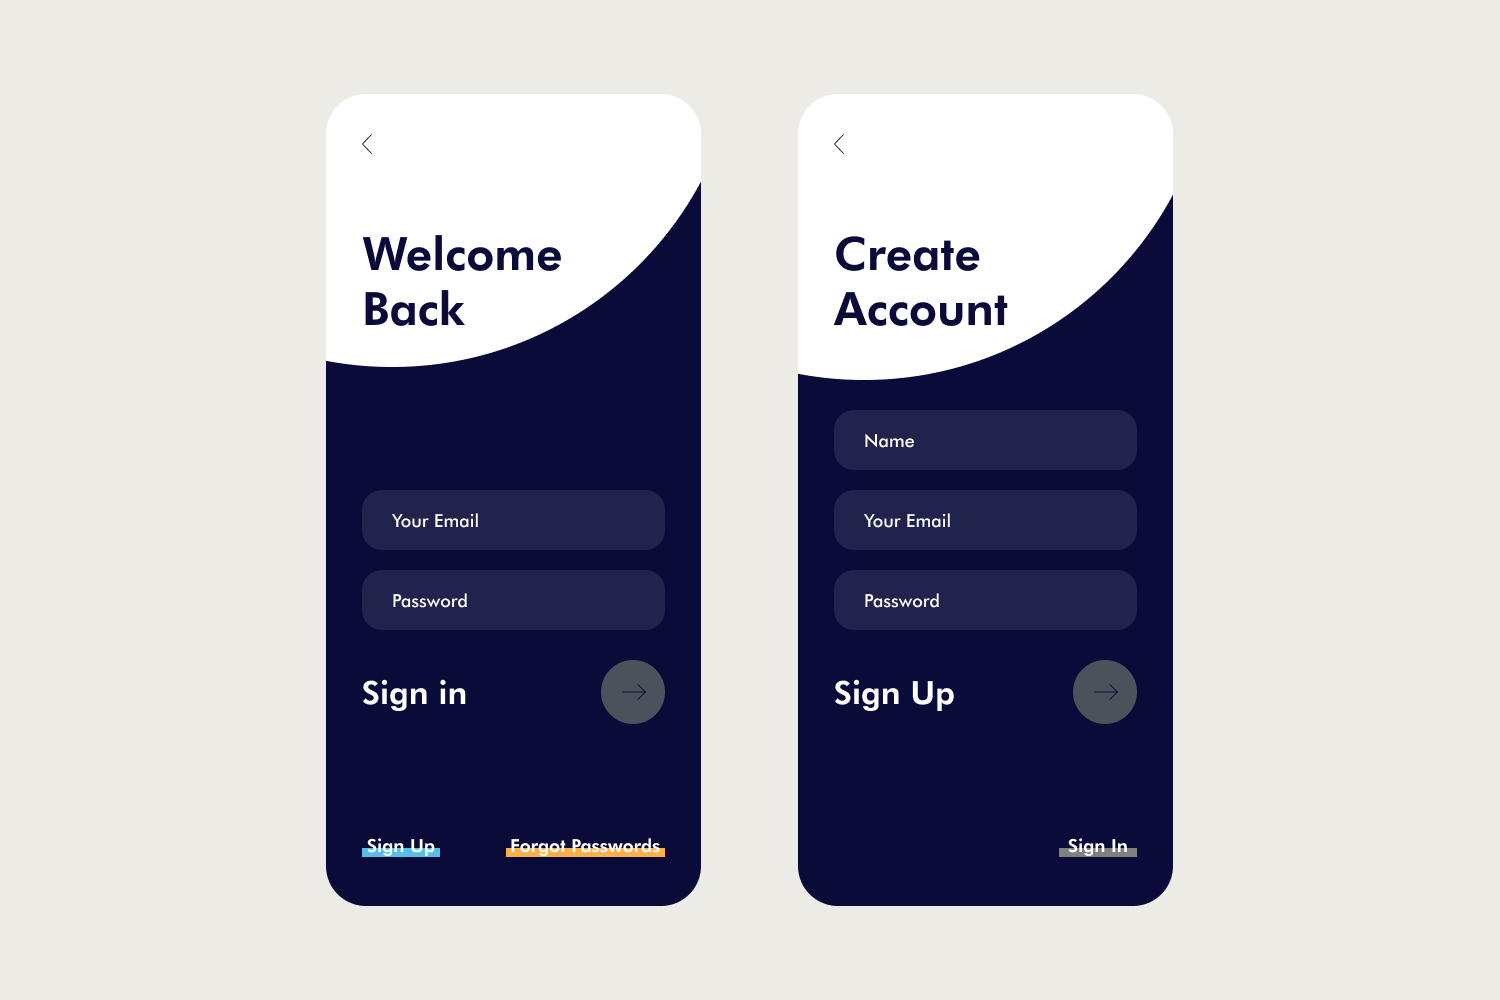 Welcome
Back
Your Email
Password
Sign in
Sign Up
Forgot Passwords
Create
Account
Name
Your Email
Password
Sign Up
Sign In